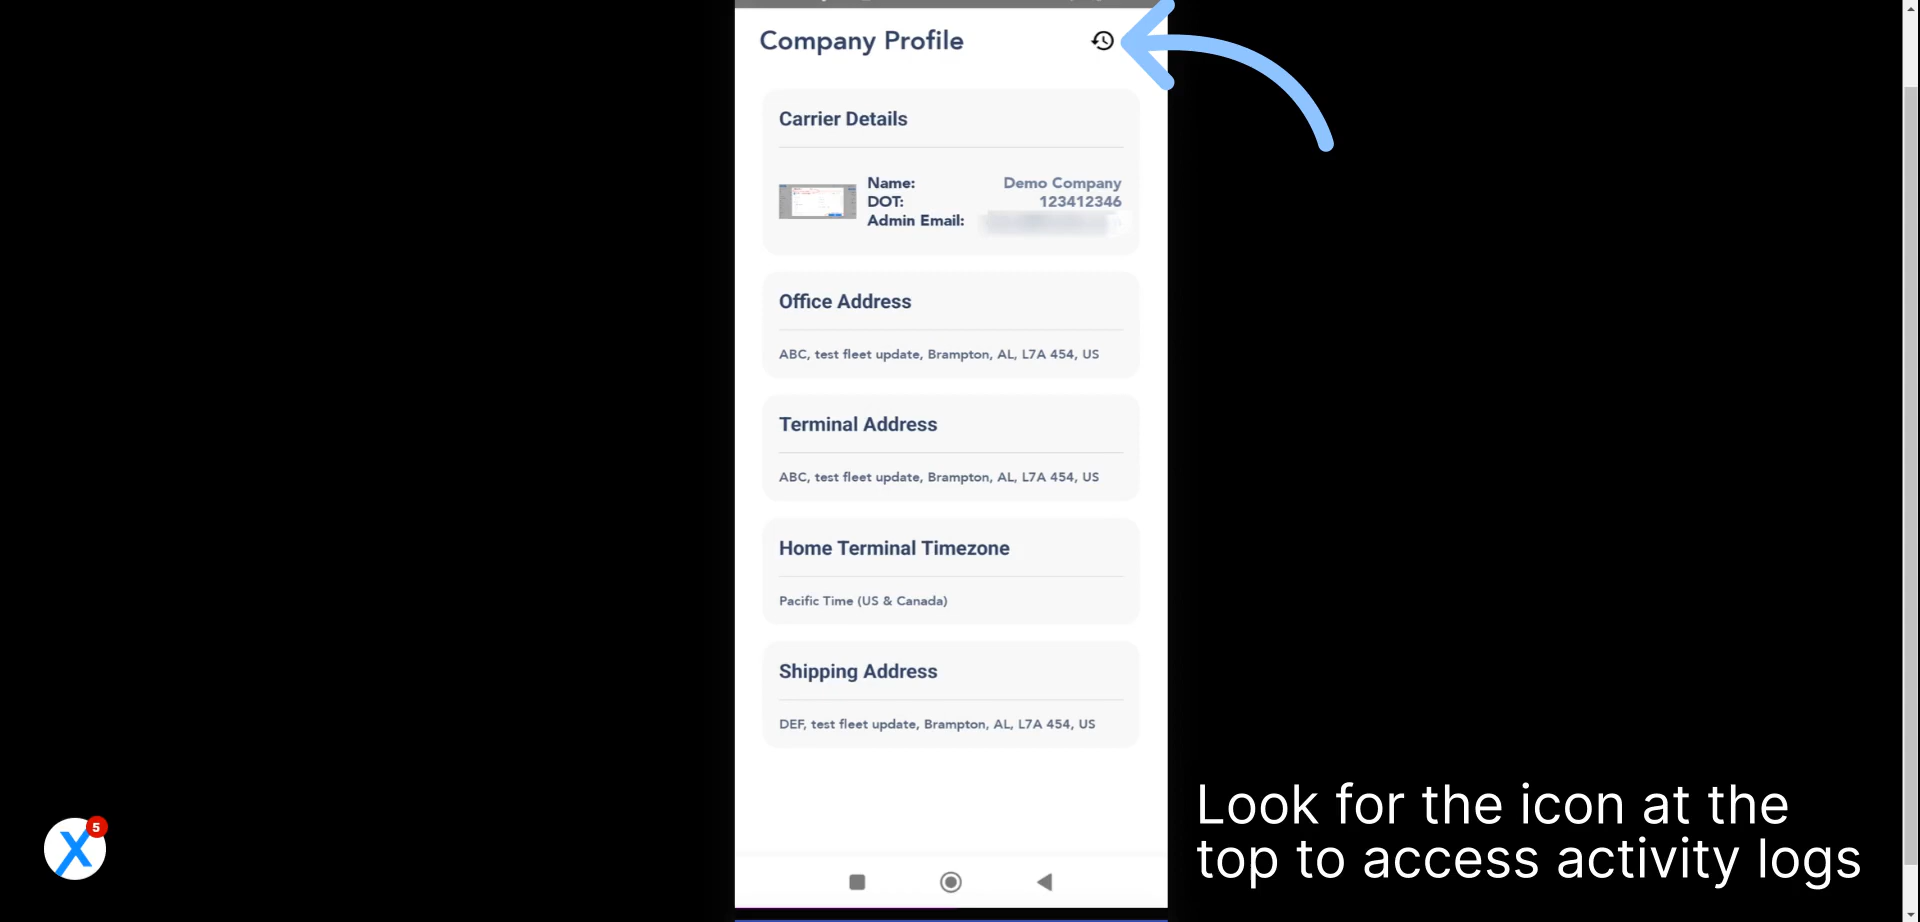 Company Profile
Carrier Details
Name: Demo Company
DOT: 123412346
Admin Email:
Office Address
ABC, test fleet update, Brampton, AL, L7A 454, US
Terminal Address
ABC, test fleet update, Brampton, AL, L7A 454, US
Home Terminal Timezone
Pacific Time (US & Canada)
Shipping Address
DEF, test fleet update, Brampton, AL, L7A 454, US
Look for the icon at the
top to access activity logs
X
5